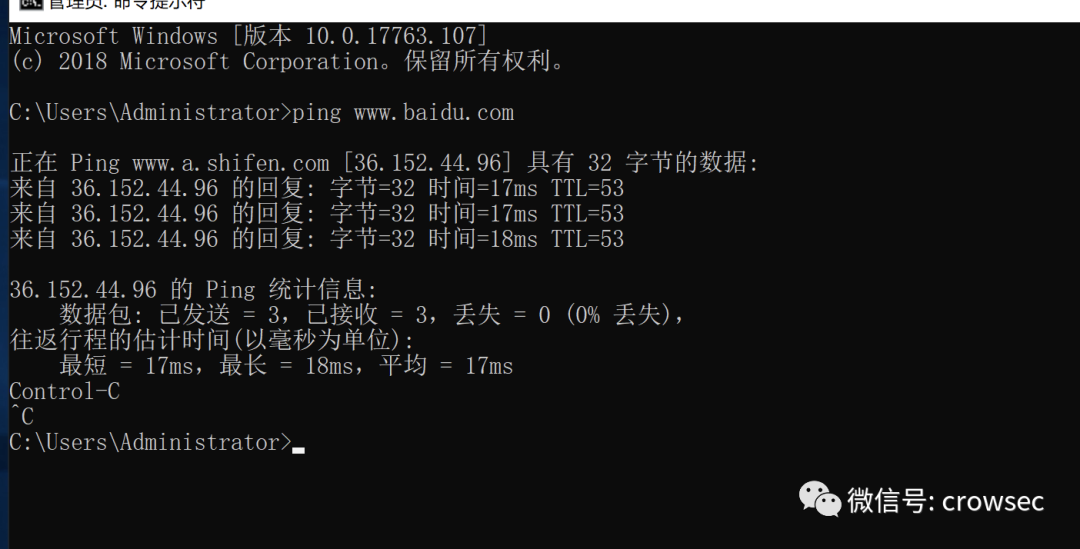 管理员: 命令提示符
Microsoft Windows [版本 10.0.17763.107]
(c) 2018 Microsoft Corporation。保留所有权利。
C:\Users\Administrator>ping www.baidu.com
正在 Ping www.a.shifen.com [36.152.44.96] 具有 32 字节的数据:
来自 36.152.44.96 的回复: 字节=32 时间=17ms TTL=53
来自 36.152.44.96 的回复: 字节=32 时间=17ms TTL=53
来自 36.152.44.96 的回复: 字节=32 时间=18ms TTL=53
36.152.44.96 的 Ping 统计信息:
数据包: 已发送 = 3，已接收 = 3，丢失 = 0 (0% 丢失)，
往返行程的估计时间(以毫秒为单位):
最短 = 17ms，最长 = 18ms，平均 = 17ms
Control-C
^C
C:\Users\Administrator>
微信号: crowsec